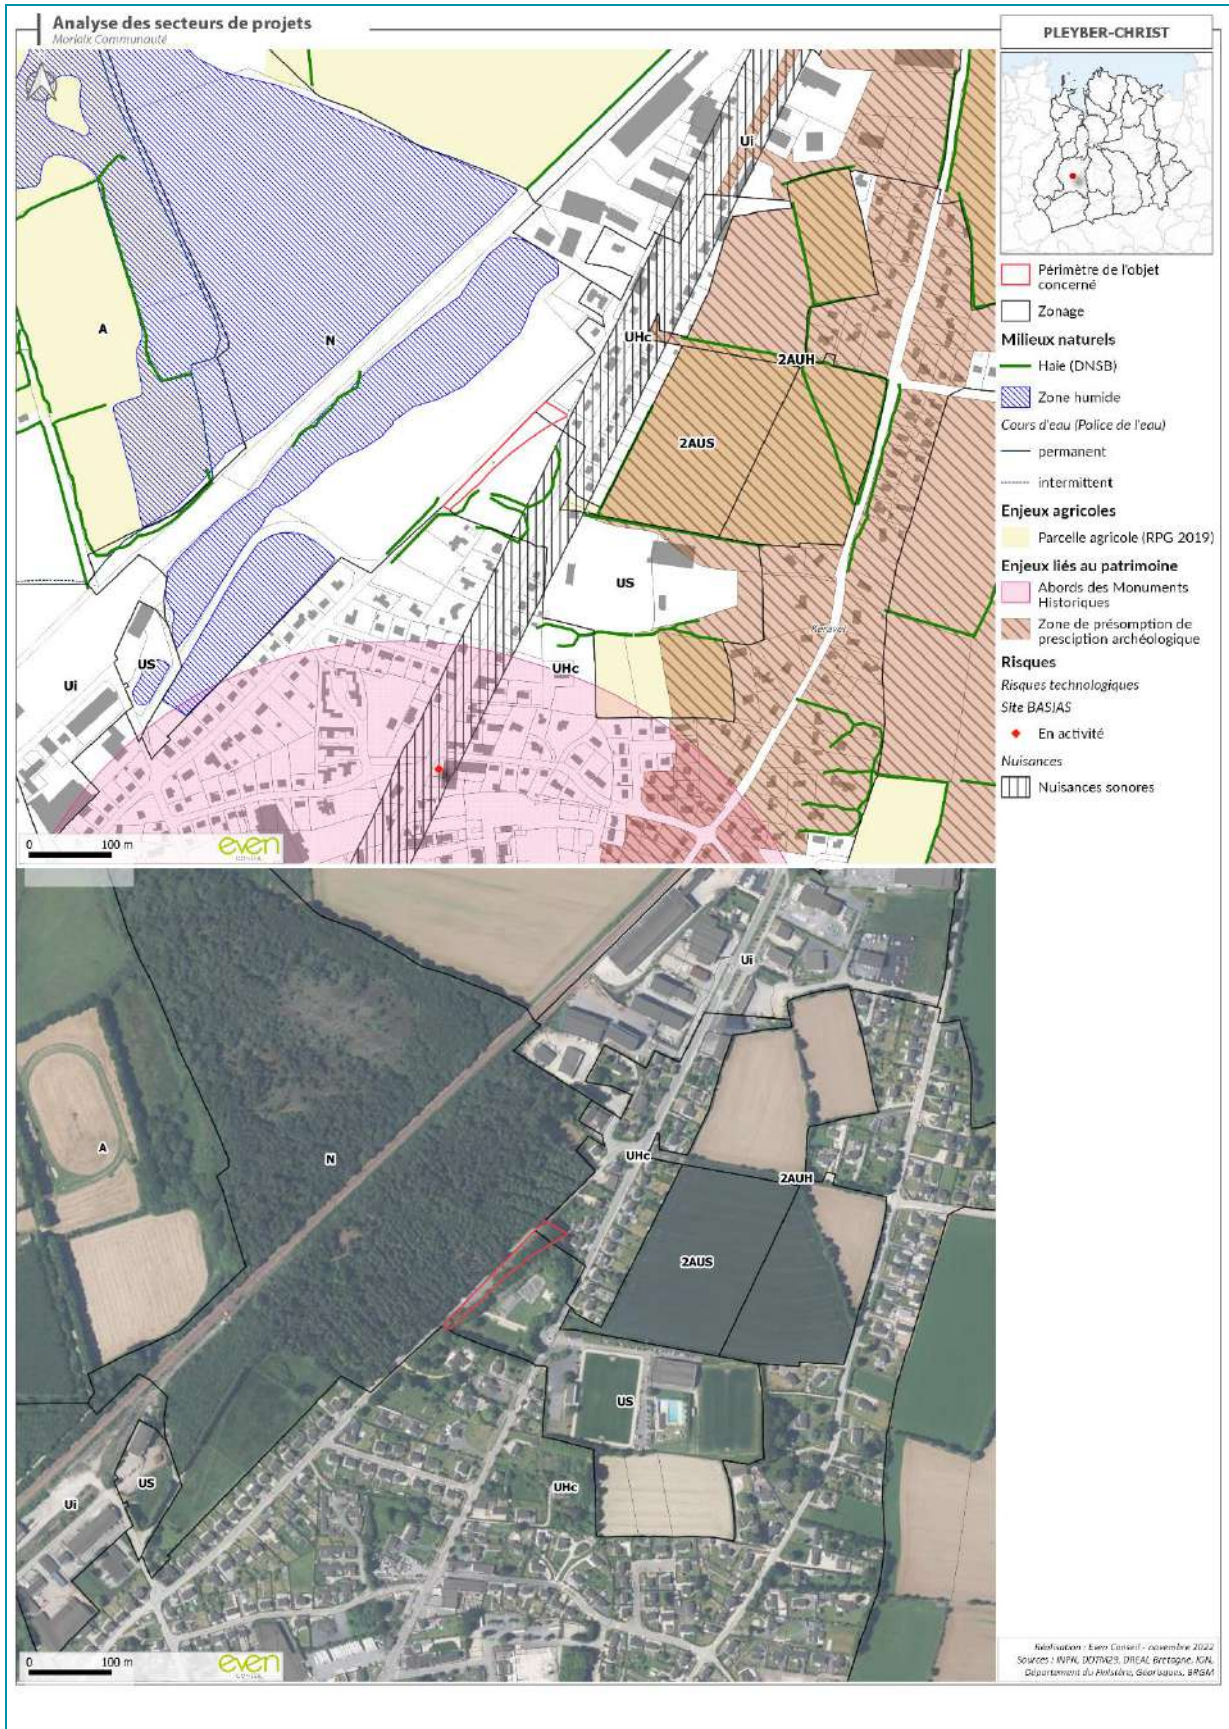 Analyse des secteurs de projets
Morlaix Communauté
PLEYBER-CHRIST
Ui
A
N
UHc
2AUH
2AUS
US
Keravel
UHc
US
Ui
0 100 m
even
CONSEIL
Périmètre de l'objet
concerné
Zonage
Milieux naturels
Haie (DNSB)
Zone humide
Cours d'eau (Police de l'eau)
permanent
intermittent
Enjeux agricoles
Parcelle agricole (RPG 2019)
Enjeux liés au patrimoine
Abords des Monuments
Historiques
Zone de présomption de
presciption archéologique
Risques
Risques technologiques
Site BASIAS
En activité
Nuisances
Nuisances sonores
Ui
A
N
UHc
2AUH
2AUS
US
US
UHc
Ui
0 100 m
even
CONSEIL
Réalisation : Even Conseil - novembre 2022
Sources : INPN, DDTM29, DREAL Bretagne, IGN,
Département du Finistère, Géorisques, BRGM